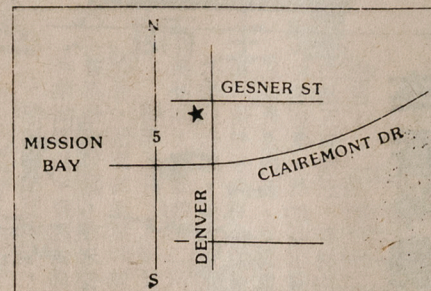 N
GESNER ST
MISSION
BAY
5
CLAIREMONT DR.
DENVER
S